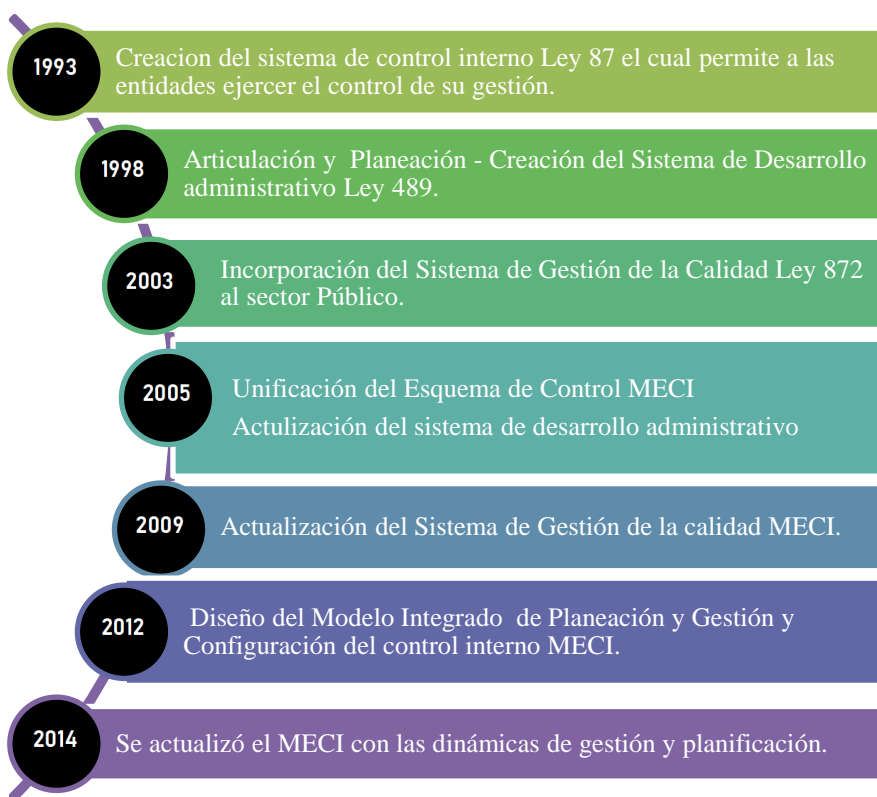 1993
Creacion del sistema de control interno Ley 87 el cual permite a las
entidades ejercer el control de su gestión.
1998
Articulación y Planeación - Creación del Sistema de Desarrollo
administrativo Ley 489.
2003
Incorporación del Sistema de Gestión de la Calidad Ley 872
al sector Público.
2005
Unificación del Esquema de Control MECI
Actulización del sistema de desarrollo administrativo
2009
Actualización del Sistema de Gestión de la calidad MECI.
2012
Diseño del Modelo Integrado de Planeación y Gestión y
Configuración del control interno MECI.
2014
Se actualizó el MECI con las dinámicas de gestión y planificación.